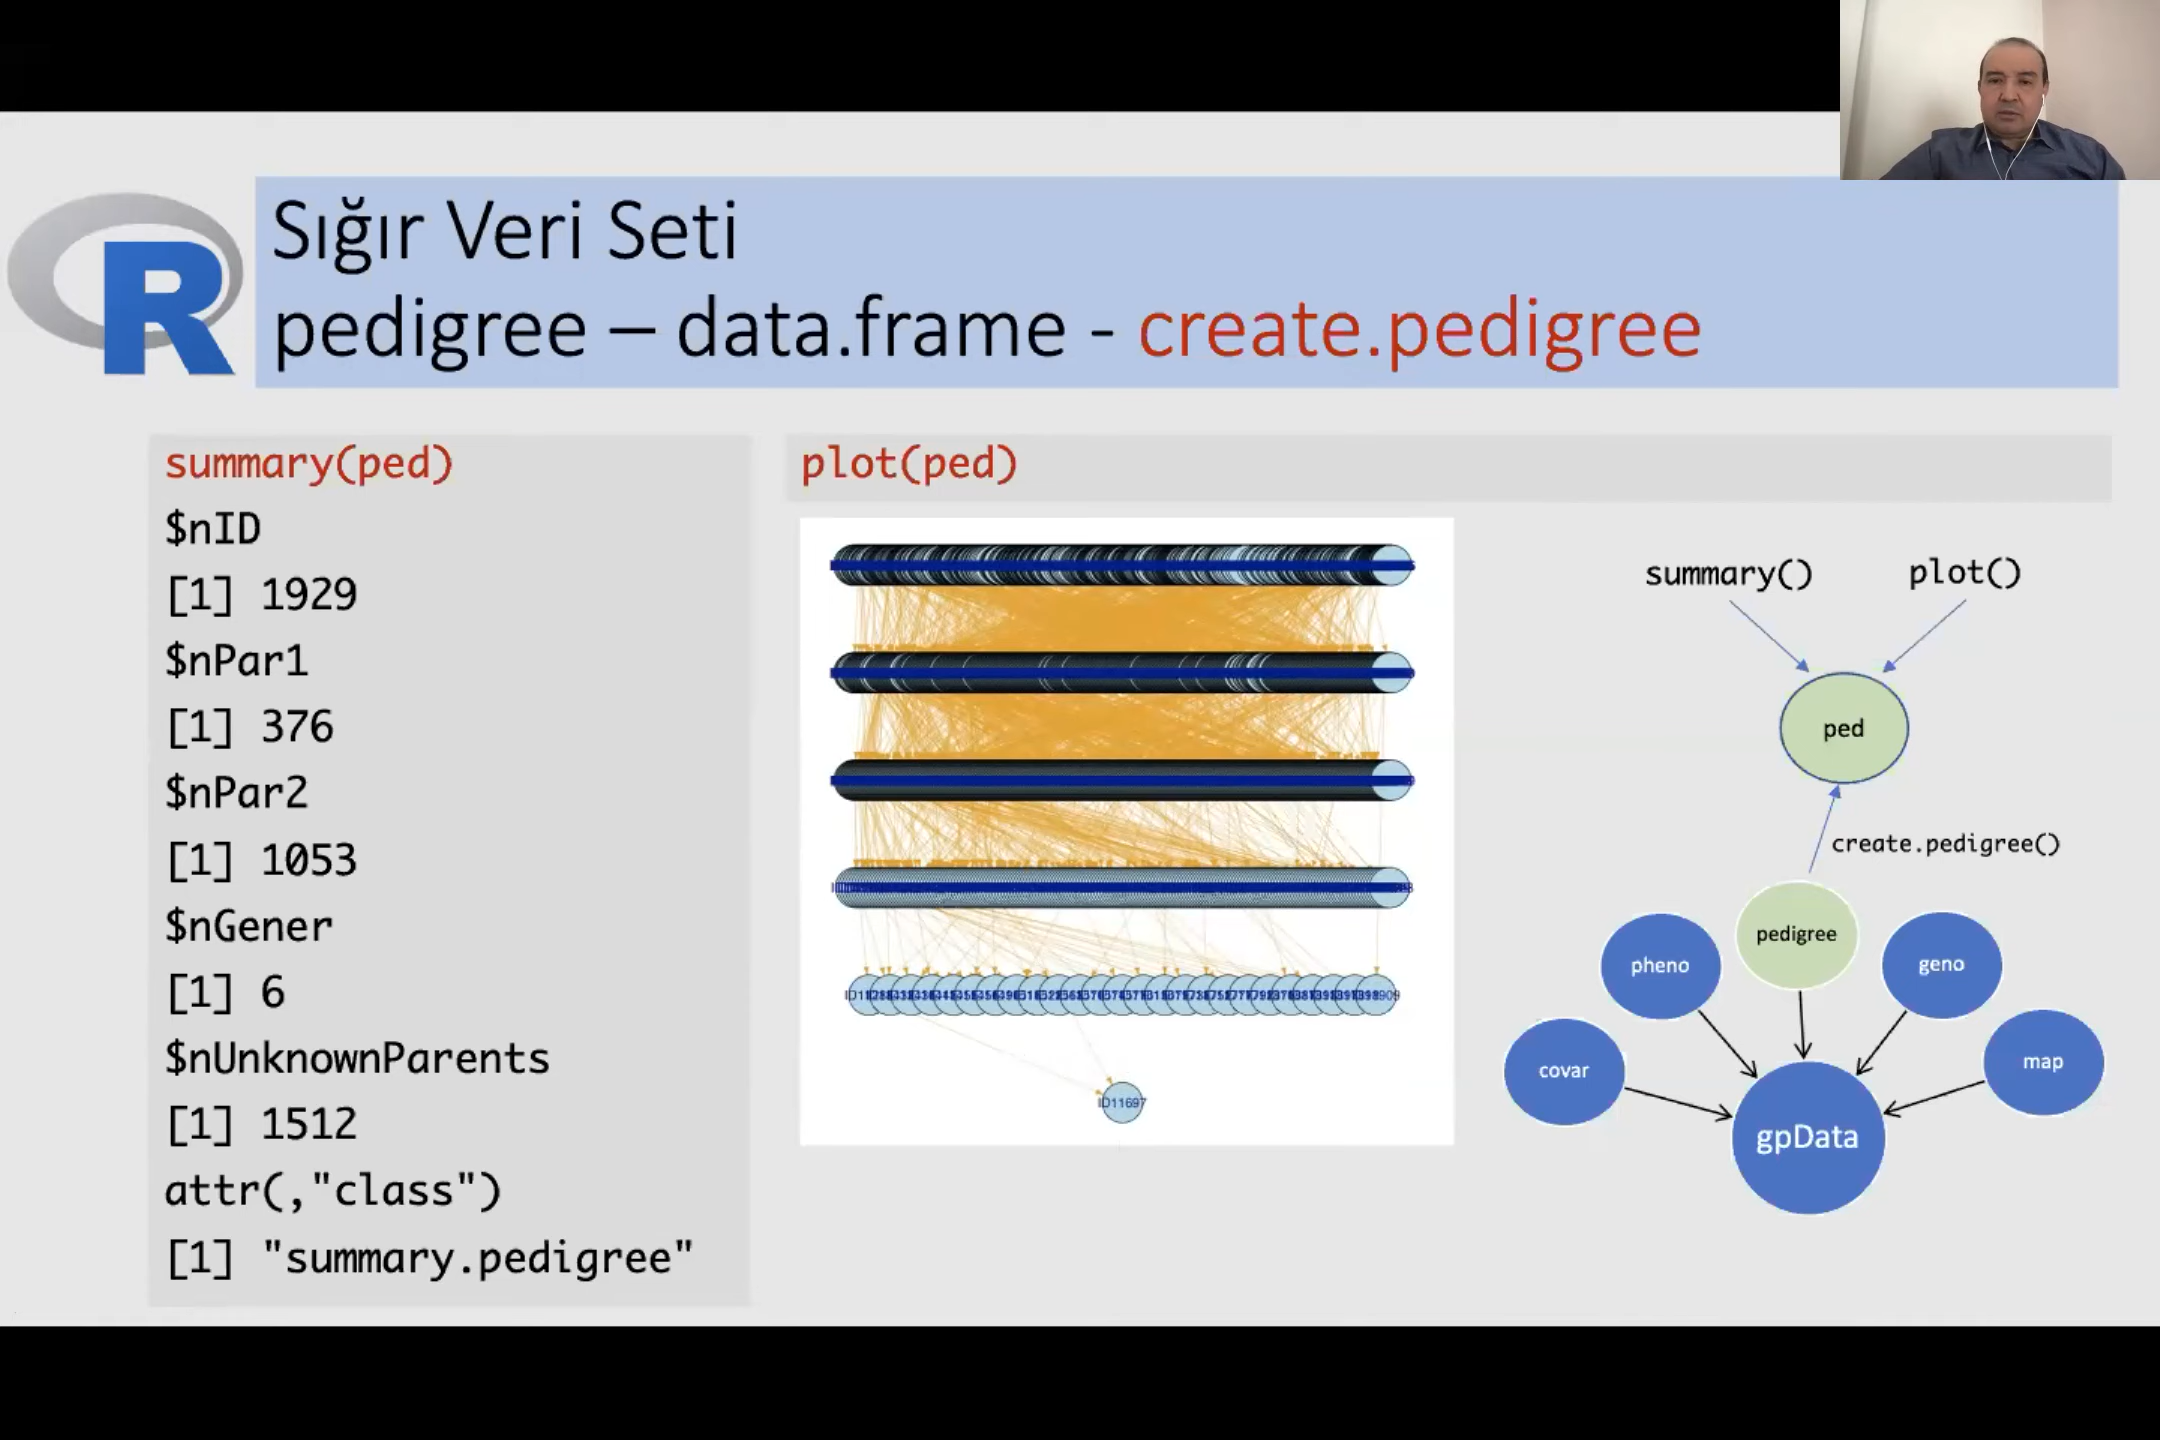 R
Sığır Veri Seti
pedigree – data.frame - create.pedigree
summary(ped)
$nID
[1] 1929
$nPar1
[1] 376
$nPar2
[1] 1053
$nGener
[1] 6
$nUnknownParents
[1] 1512
attr(,"class")
[1] "summary.pedigree"
plot(ped)
ID11697
summary()
plot()
ped
create.pedigree()
pedigree
pheno
geno
covar
map
gpData